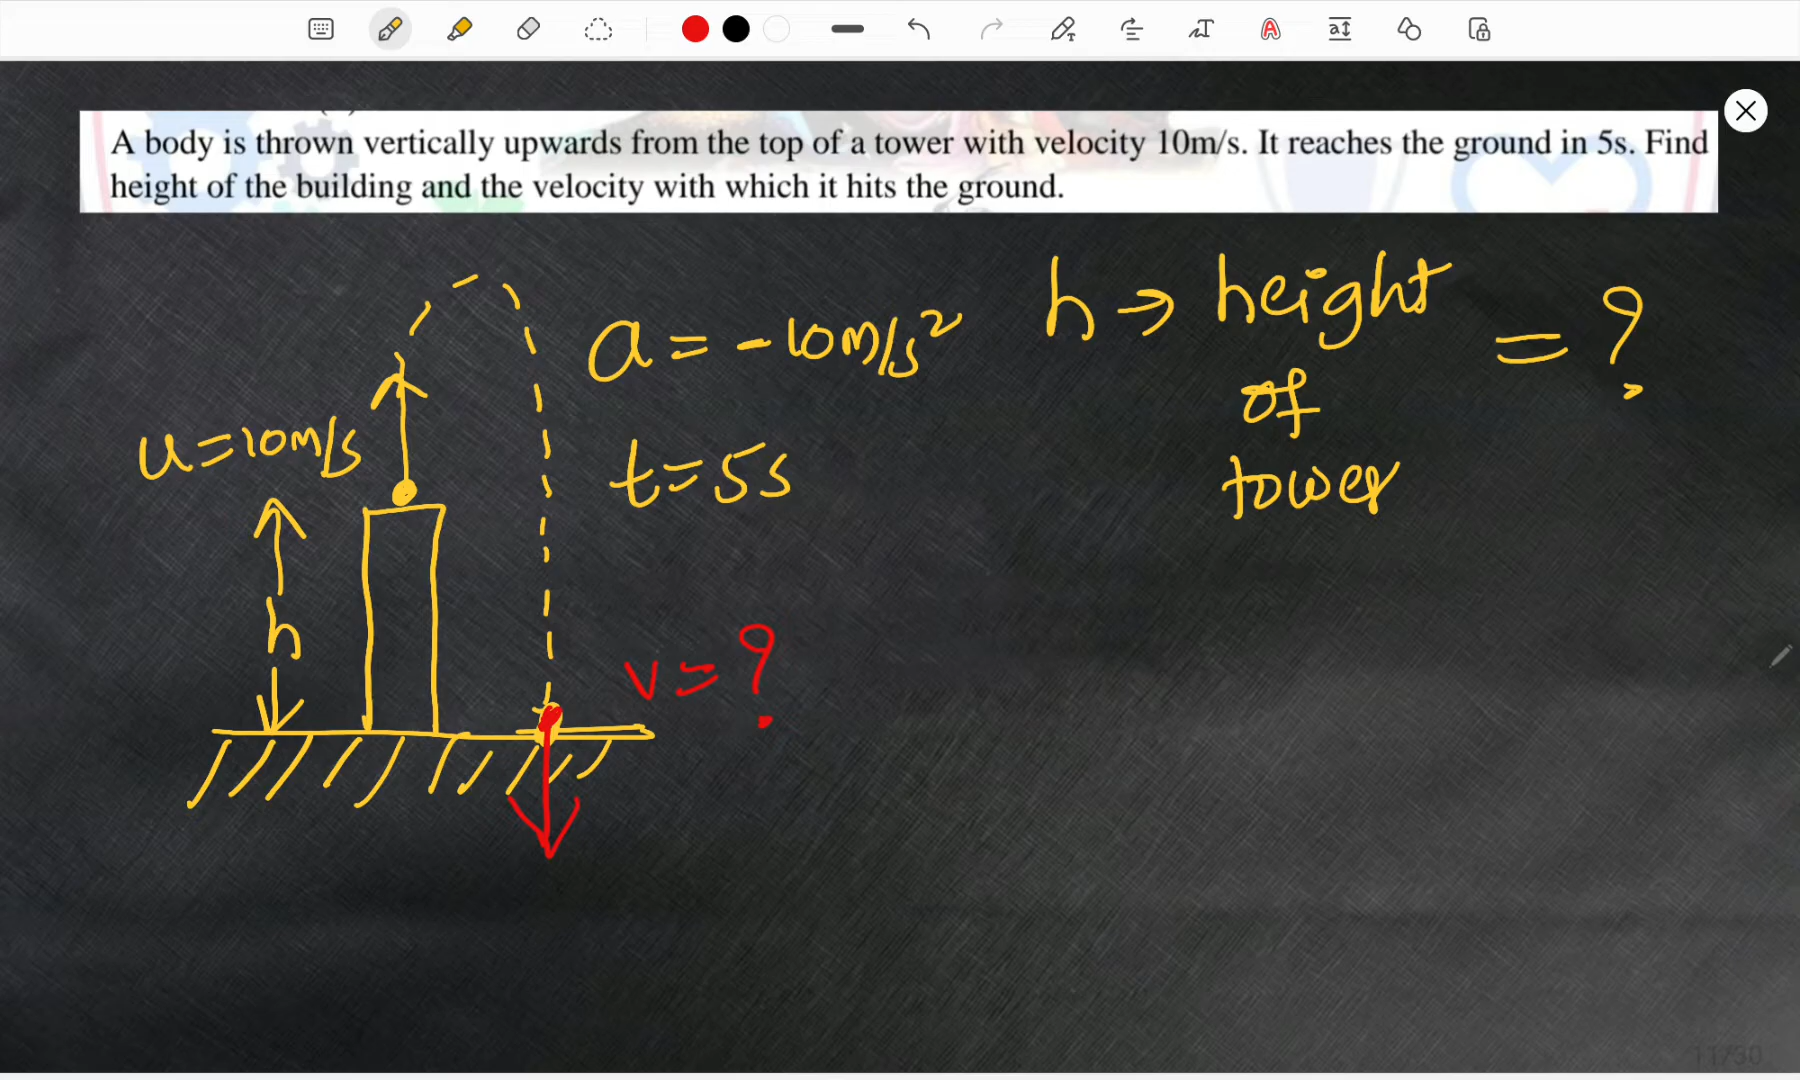 A body is thrown vertically upwards from the top of a tower with velocity 10m/s. It reaches the ground in 5s. Find
height of the building and the velocity with which it hits the ground.
h → height = ?
of
tower
a = -10m/s²
u=10m/s
t=5s
h
v=?
11/30